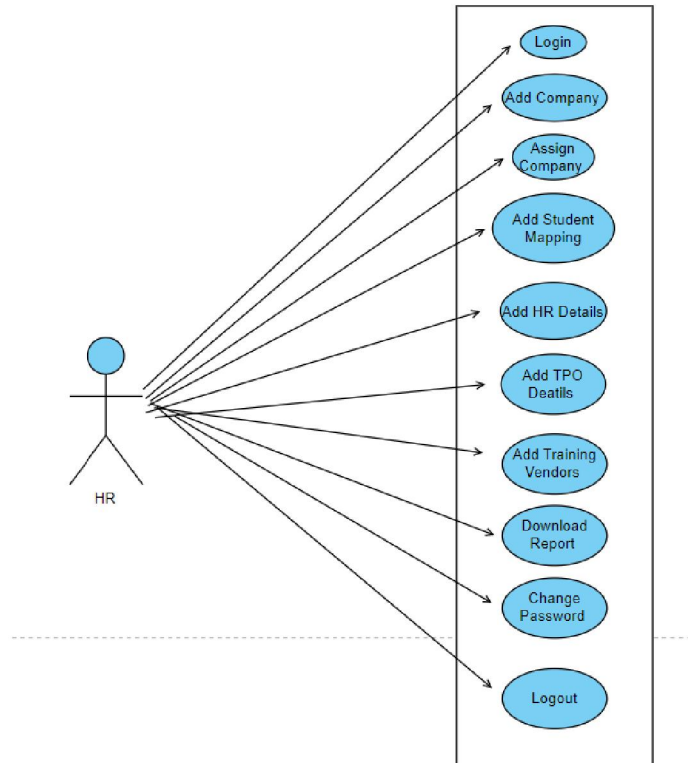 Login
Add Company
Assign
Company
Add Student
Mapping
Add HR Details
Add TPO
Deatils
Add Training
Vendors
Download
Report
Change
Password
Logout
HR